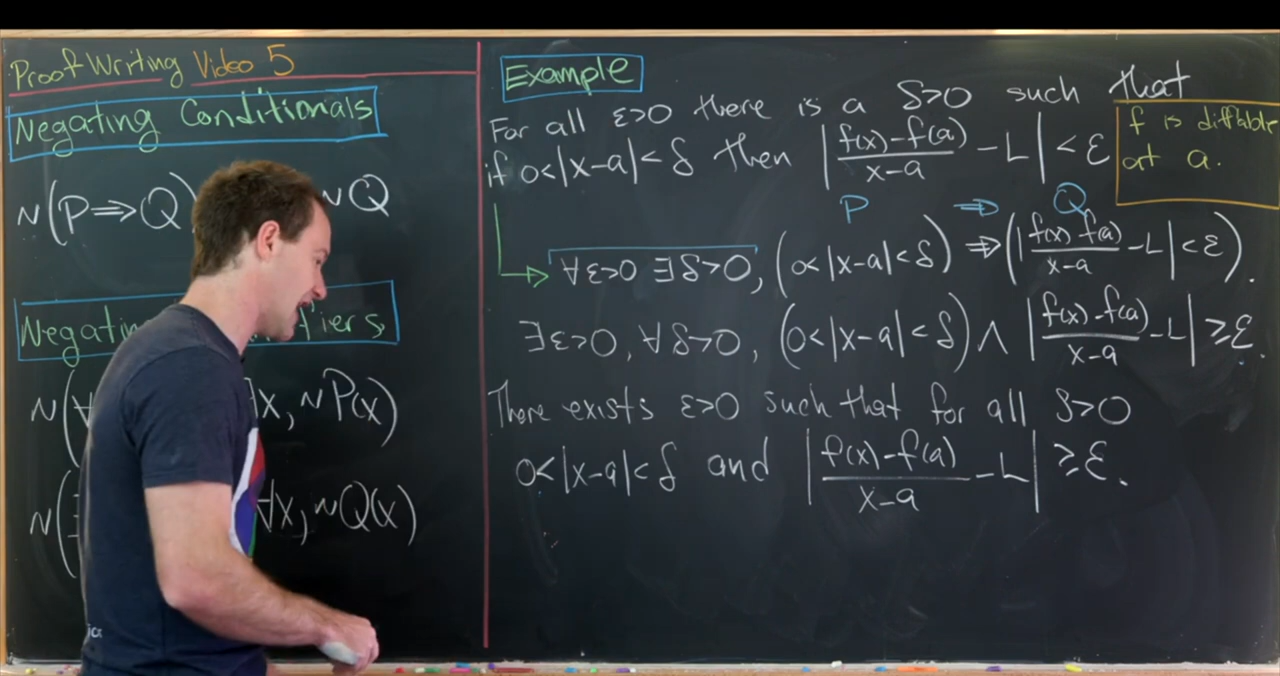 Proof Writing Video 5
Negating Conditionals
~(P⇒Q) ~Q
Negatin fiers
~(∀ ∃x, ~P(x)
~(∃ ∀x, ~Q(x)
Example
For all ε>0 there is a δ>0 such that
if 0<|x-a|<δ then |(f(x)-f(a))/(x-a) - L| < ε
f is diff'able
at a.
P ⇒ Q
∀ε>0 ∃δ>0, (0<|x-a|<δ) ⇒ (|(f(x)-f(a))/(x-a) - L| < ε).
∃ε>0, ∀δ>0, (0<|x-a|<δ) ∧ |(f(x)-f(a))/(x-a) - L| ≥ ε.
There exists ε>0 such that for all δ>0
0<|x-a|<δ and |(f(x)-f(a))/(x-a) - L| ≥ ε.